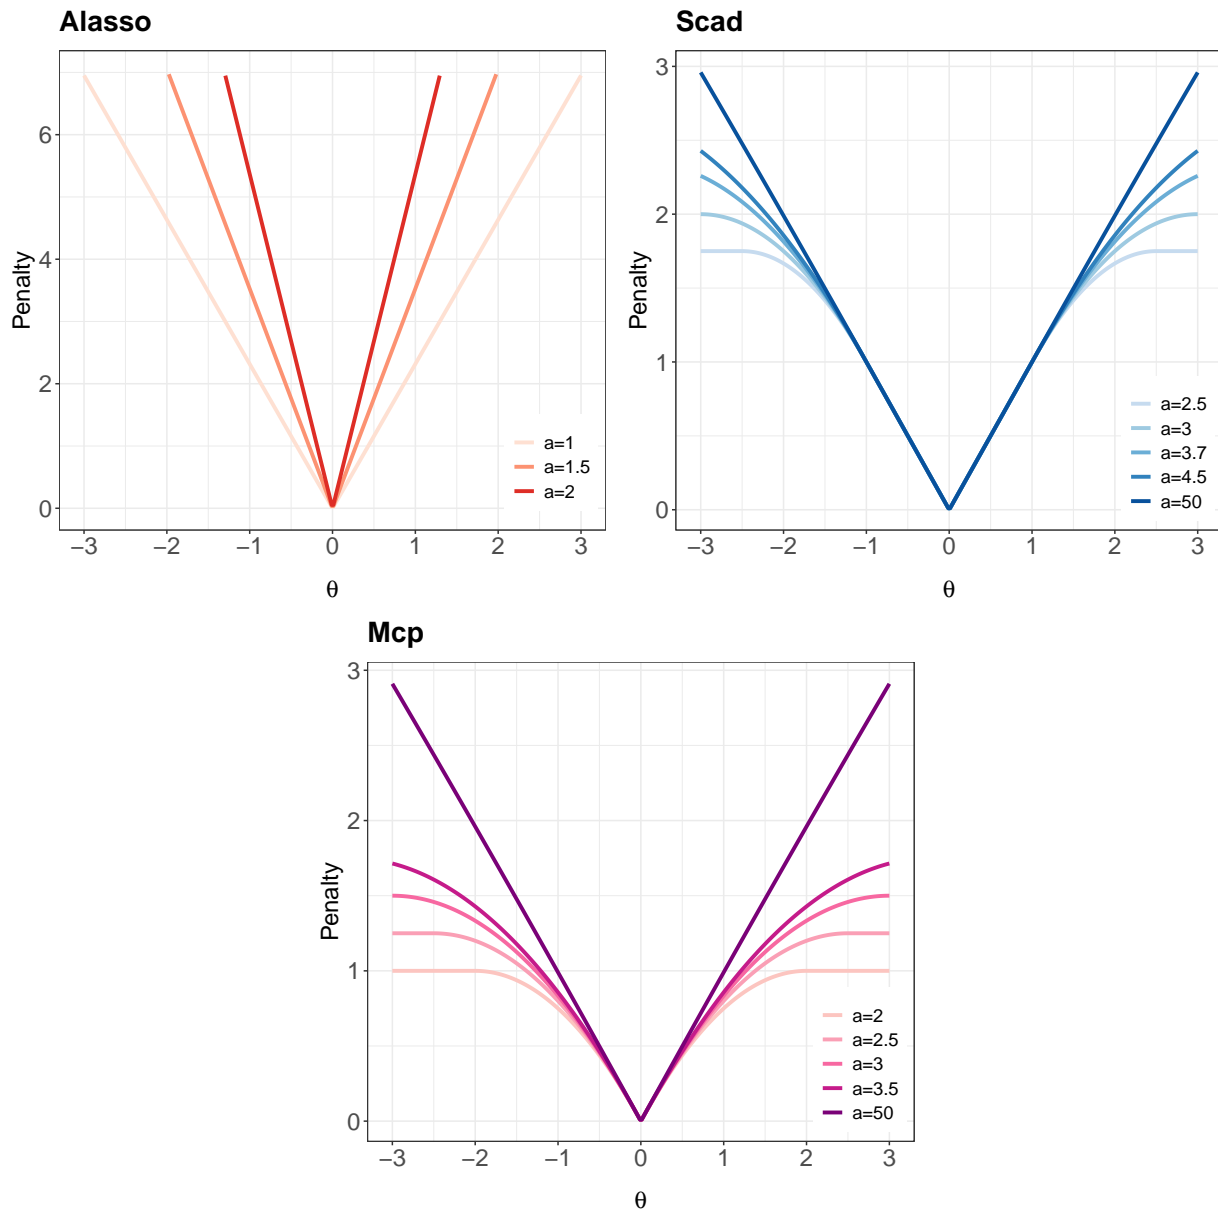 Alasso
Penalty
6
4
2
0
−3 −2 −1 0 1 2 3
θ
a=1
a=1.5
a=2
Scad
Penalty
3
2
1
0
−3 −2 −1 0 1 2 3
θ
a=2.5
a=3
a=3.7
a=4.5
a=50
Mcp
Penalty
3
2
1
0
−3 −2 −1 0 1 2 3
θ
a=2
a=2.5
a=3
a=3.5
a=50